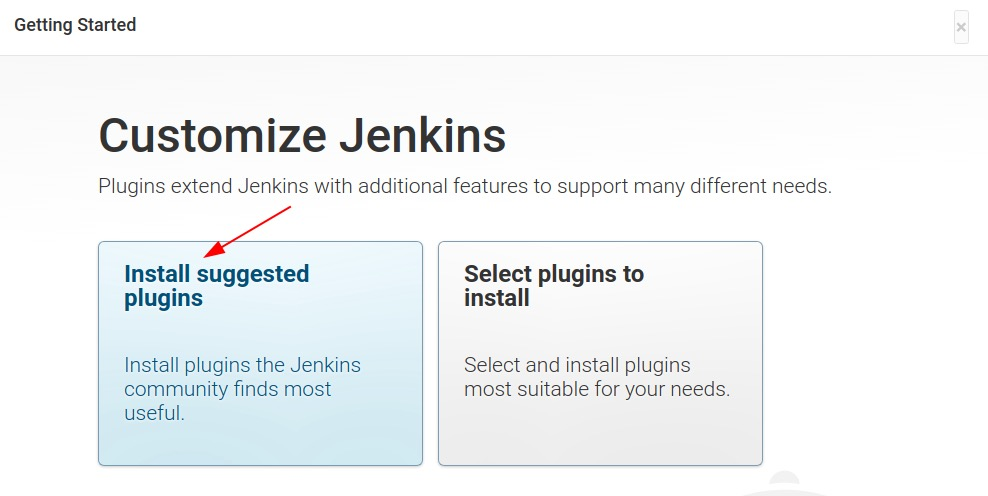 Getting Started
×
Customize Jenkins
Plugins extend Jenkins with additional features to support many different needs.
Install suggested
plugins
Install plugins the Jenkins
community finds most
useful.
Select plugins to
install
Select and install plugins
most suitable for your needs.